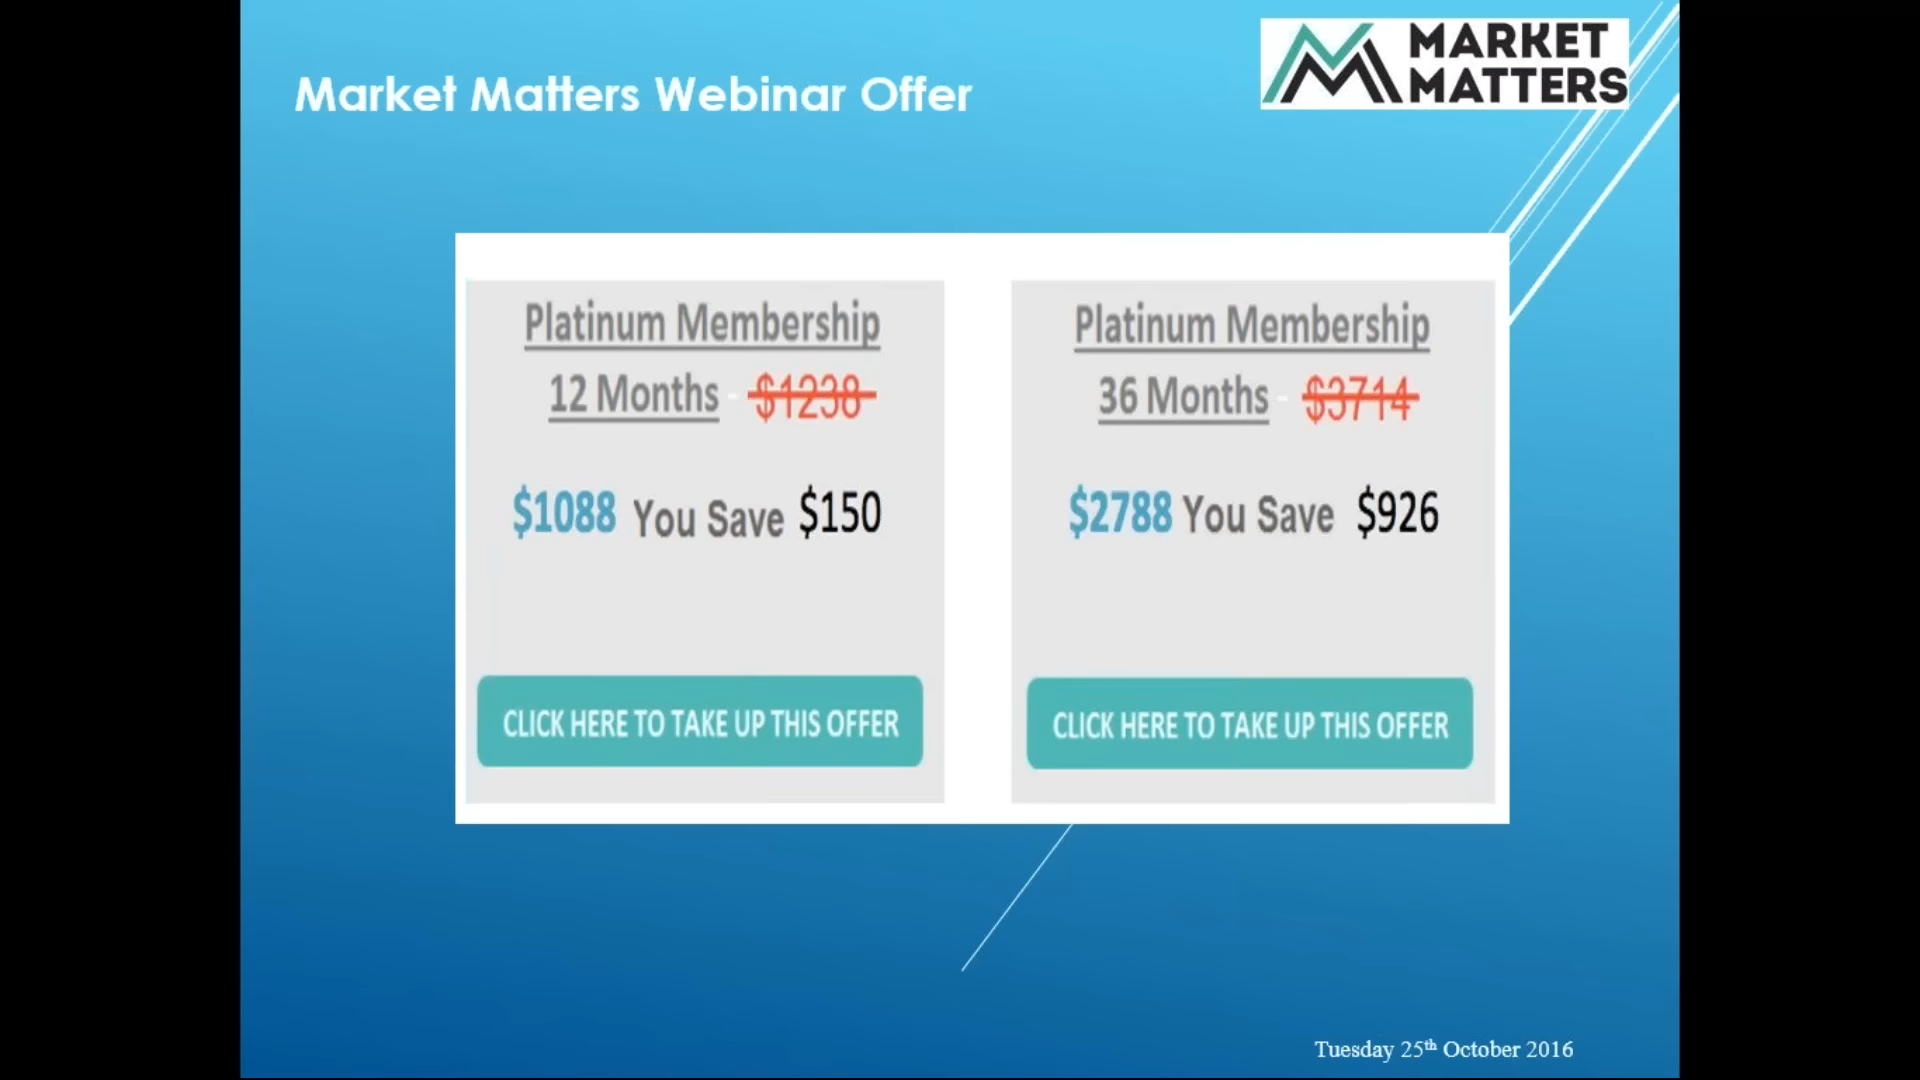 Market Matters Webinar Offer
MARKET
MATTERS
Platinum Membership
12 Months - $1238
$1088 You Save $150
CLICK HERE TO TAKE UP THIS OFFER
Platinum Membership
36 Months - $3714
$2788 You Save $926
CLICK HERE TO TAKE UP THIS OFFER
Tuesday 25th October 2016